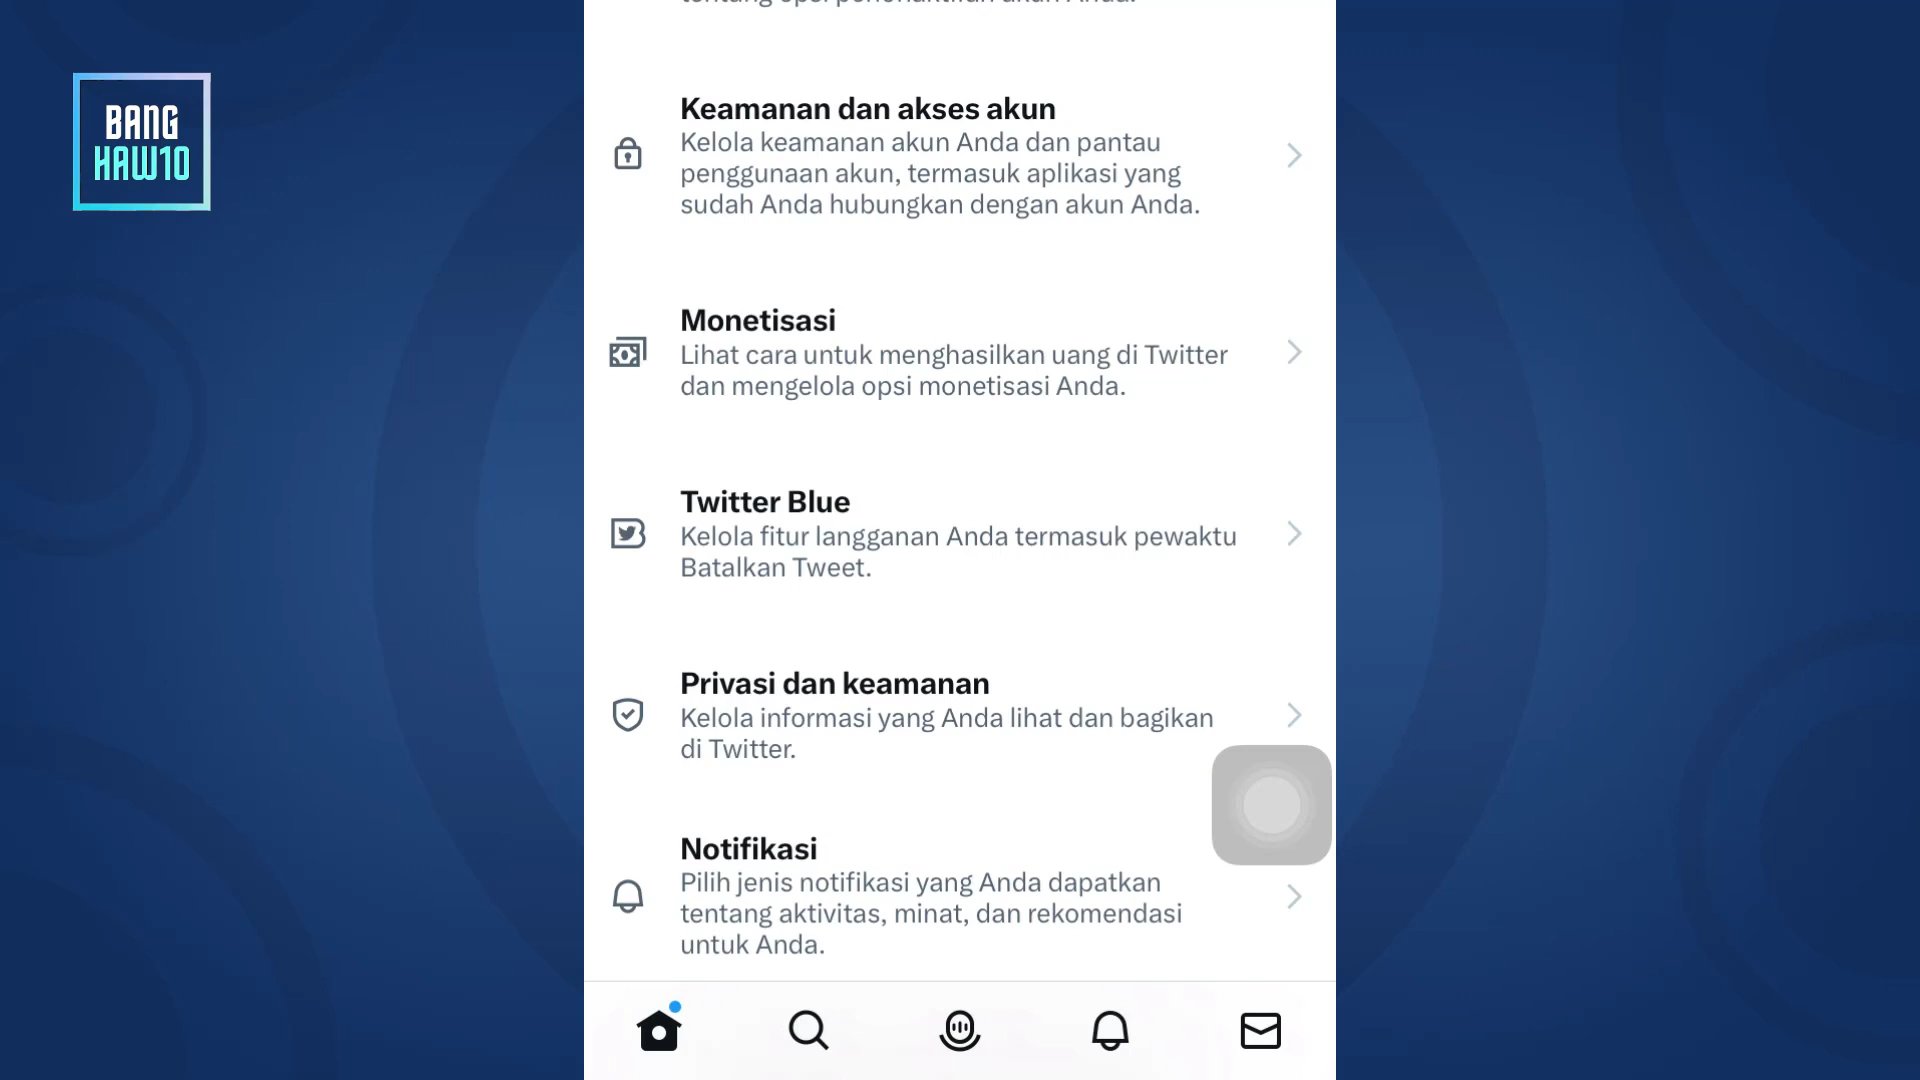 BANG
HAW10
Keamanan dan akses akun
Kelola keamanan akun Anda dan pantau
penggunaan akun, termasuk aplikasi yang
sudah Anda hubungkan dengan akun Anda.
Monetisasi
Lihat cara untuk menghasilkan uang di Twitter
dan mengelola opsi monetisasi Anda.
Twitter Blue
Kelola fitur langganan Anda termasuk pewaktu
Batalkan Tweet.
Privasi dan keamanan
Kelola informasi yang Anda lihat dan bagikan
di Twitter.
Notifikasi
Pilih jenis notifikasi yang Anda dapatkan
tentang aktivitas, minat, dan rekomendasi
untuk Anda.